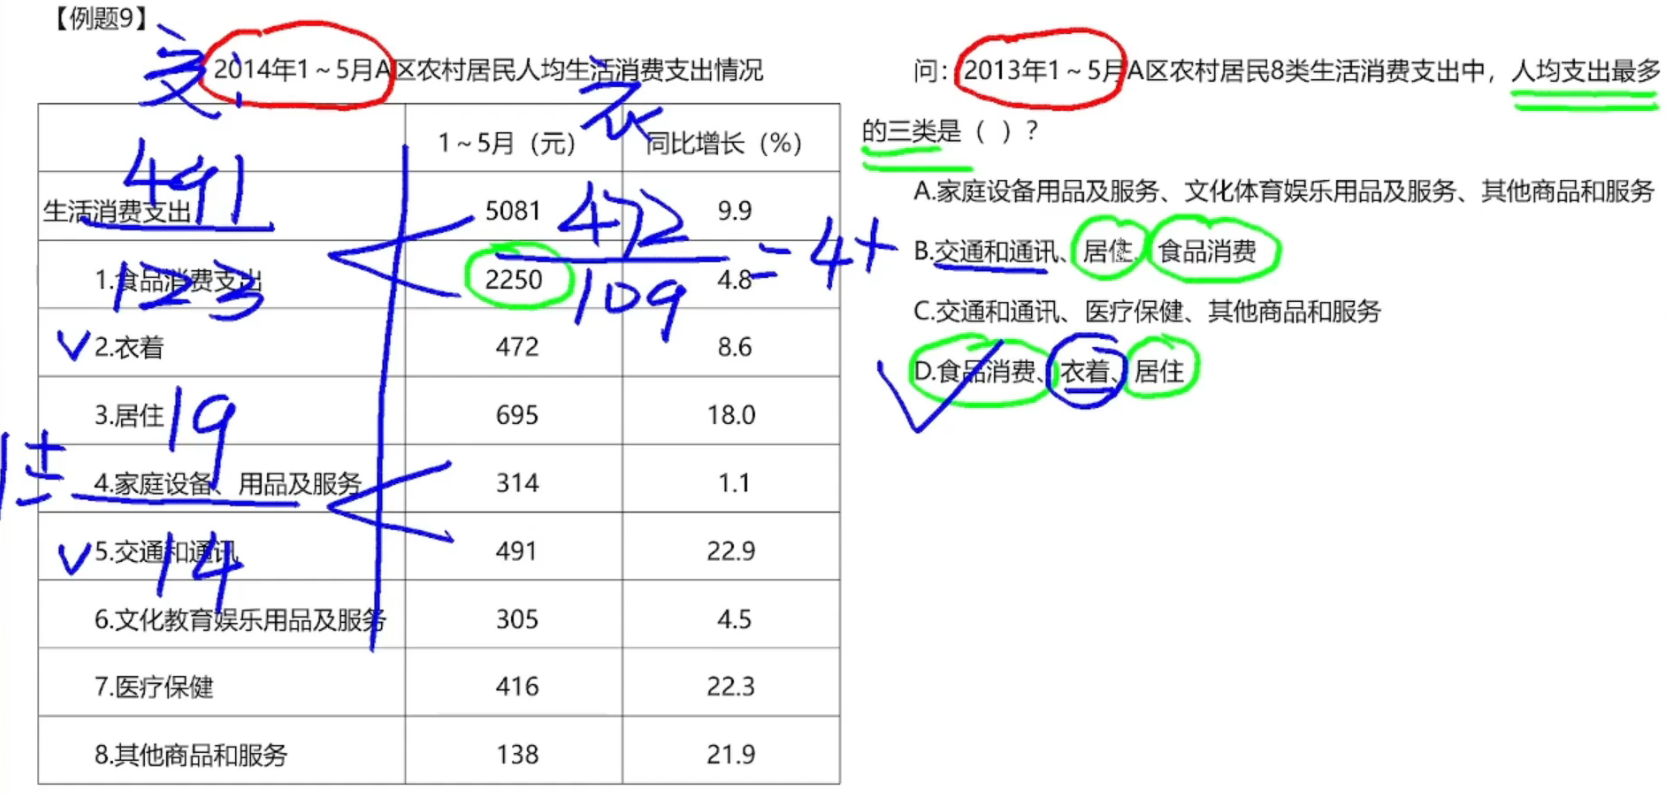 【例题9】
交:
2014年1～5月A区农村居民人均生活消费支出情况
衣
1～5月（元） 同比增长（%）
生活消费支出 5081 9.9
1.食品消费支出 2250 4.8
2.衣着 472 8.6
3.居住 695 18.0
4.家庭设备、用品及服务 314 1.1
5.交通和通讯 491 22.9
6.文化教育娱乐用品及服务 305 4.5
7.医疗保健 416 22.3
8.其他商品和服务 138 21.9
491
123
472
109
= 4+
19
14
1+
=
问：2013年1～5月A区农村居民8类生活消费支出中，人均支出最多
的三类是（ ）？
A.家庭设备用品及服务、文化体育娱乐用品及服务、其他商品和服务
B.交通和通讯、居住、食品消费
C.交通和通讯、医疗保健、其他商品和服务
D.食品消费、衣着、居住